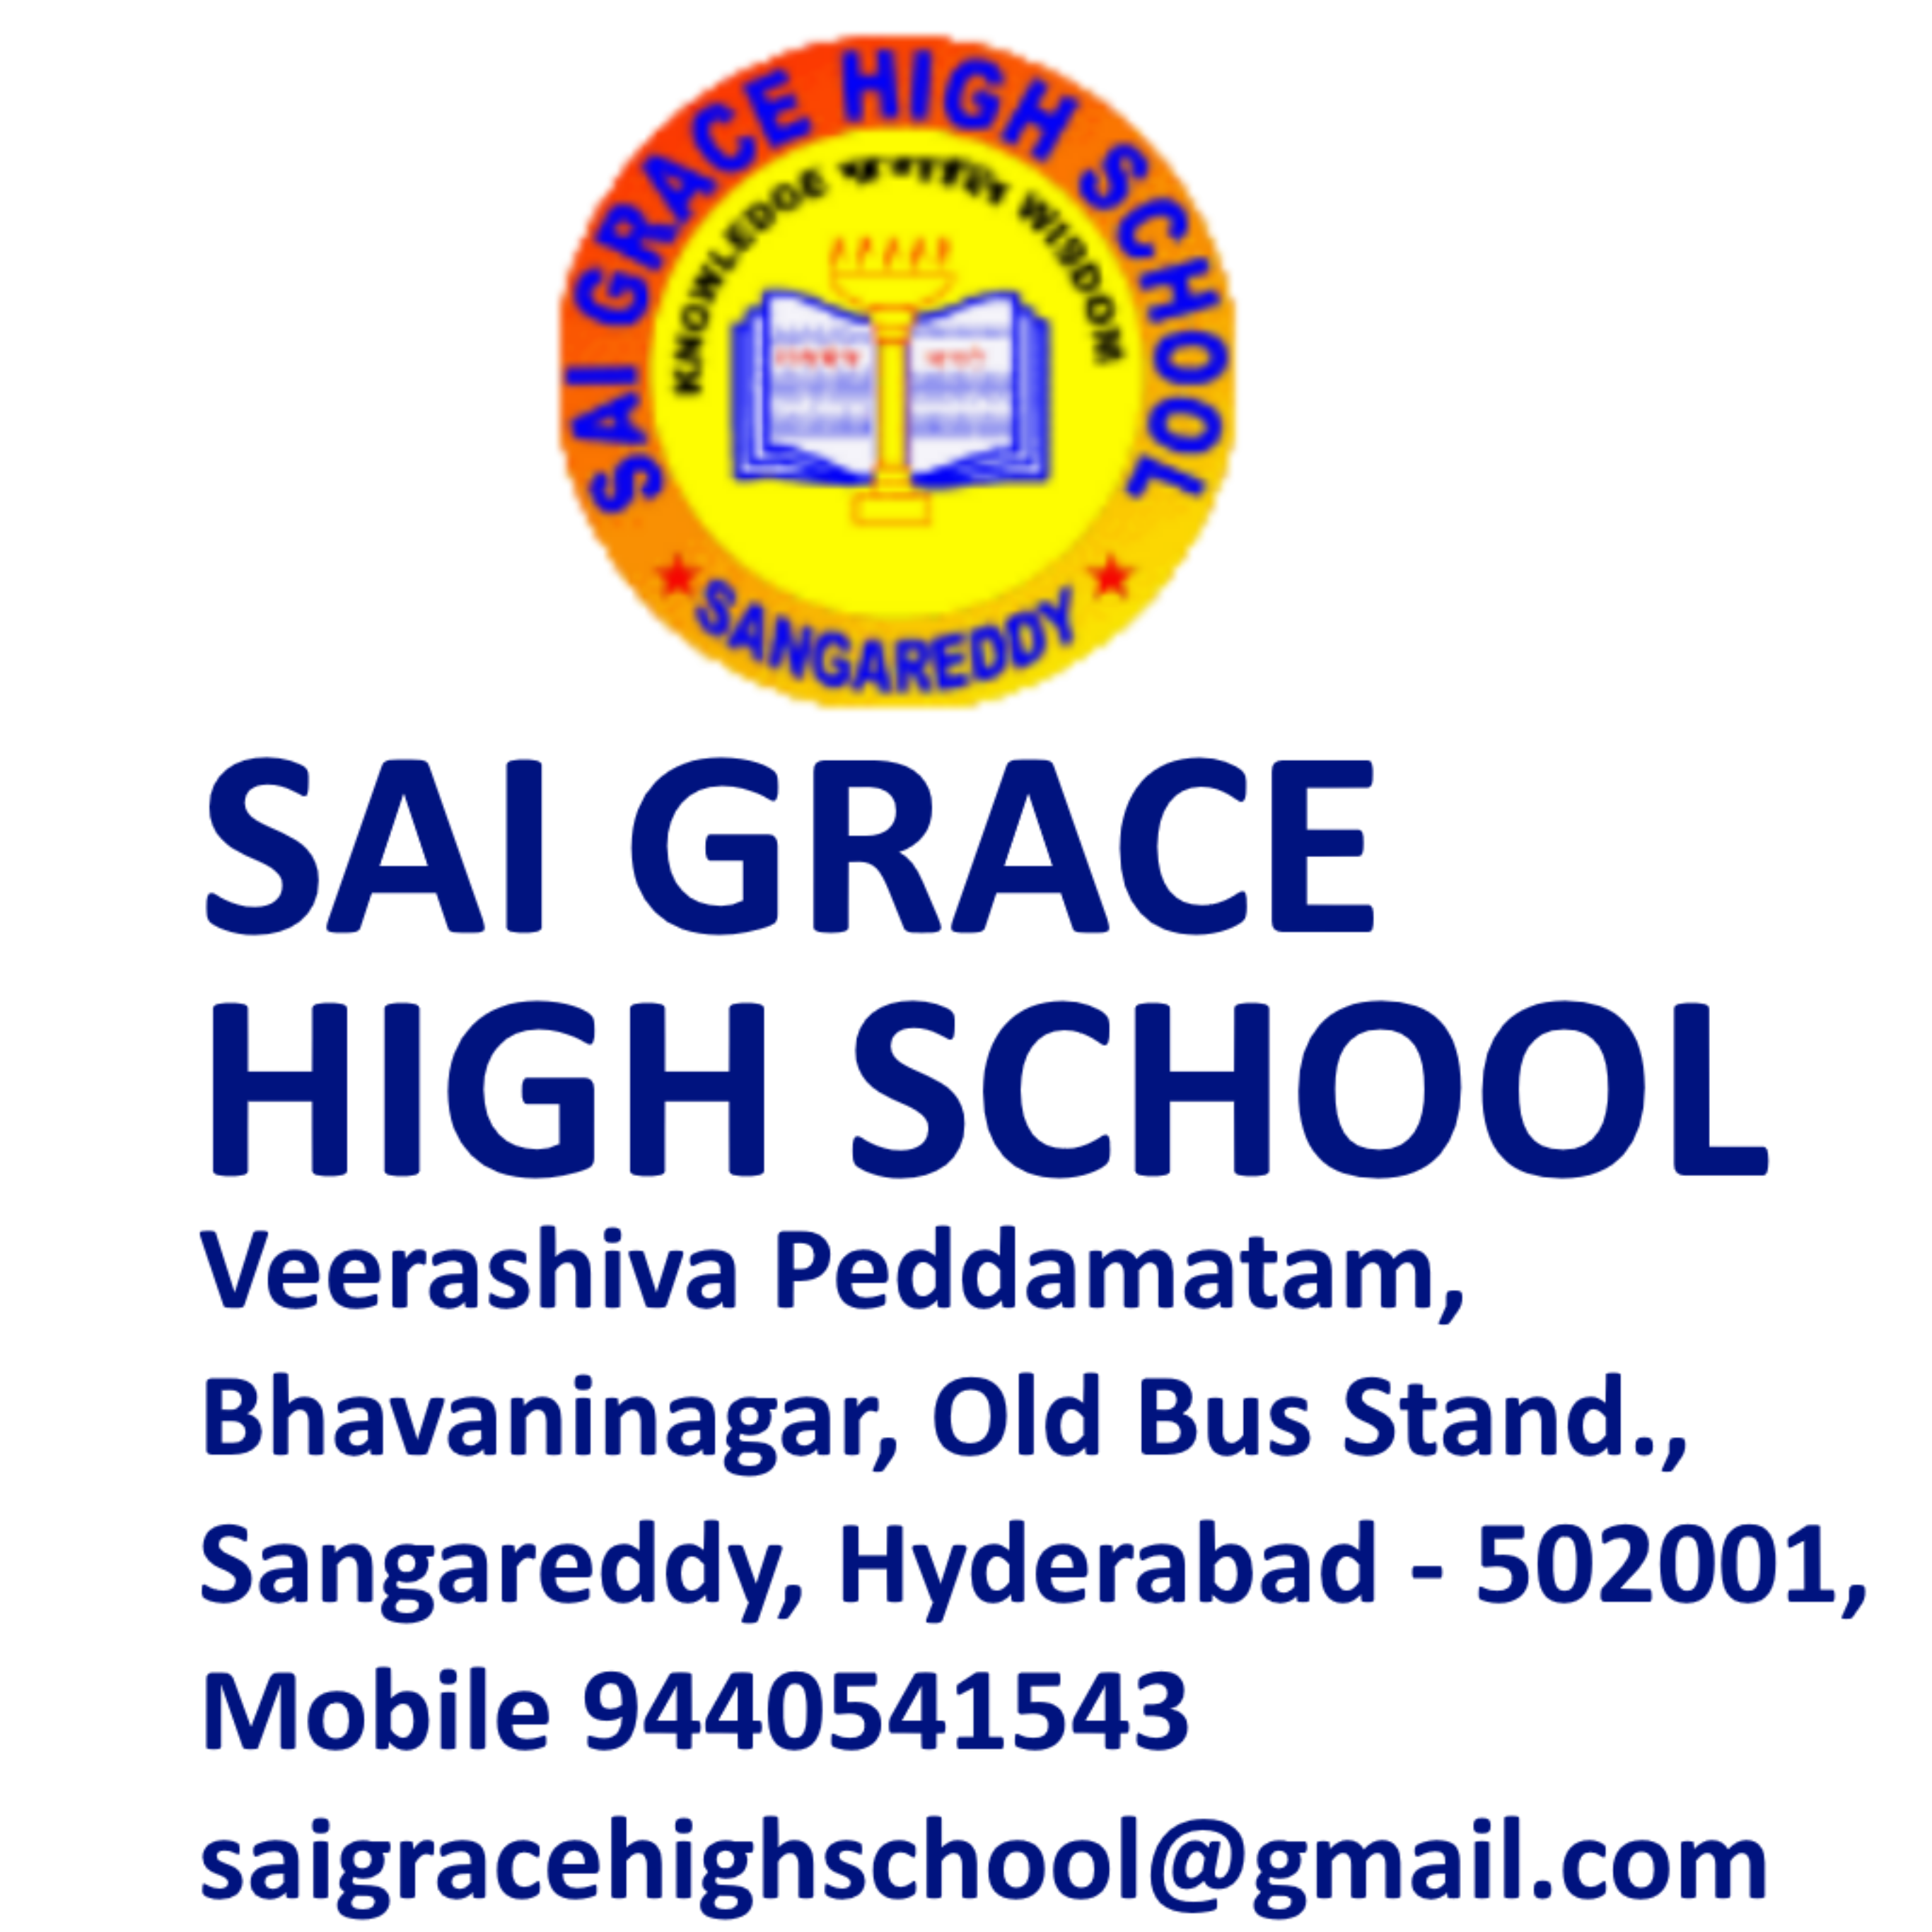 SAI GRACE HIGH SCHOOL
KNOWLEDGE WISDOM
SANGAREDDY
SAI GRACE
HIGH SCHOOL
Veerashiva Peddamatam,
Bhavaninagar, Old Bus Stand.,
Sangareddy, Hyderabad - 502001,
Mobile 9440541543
saigracehighschool@gmail.com